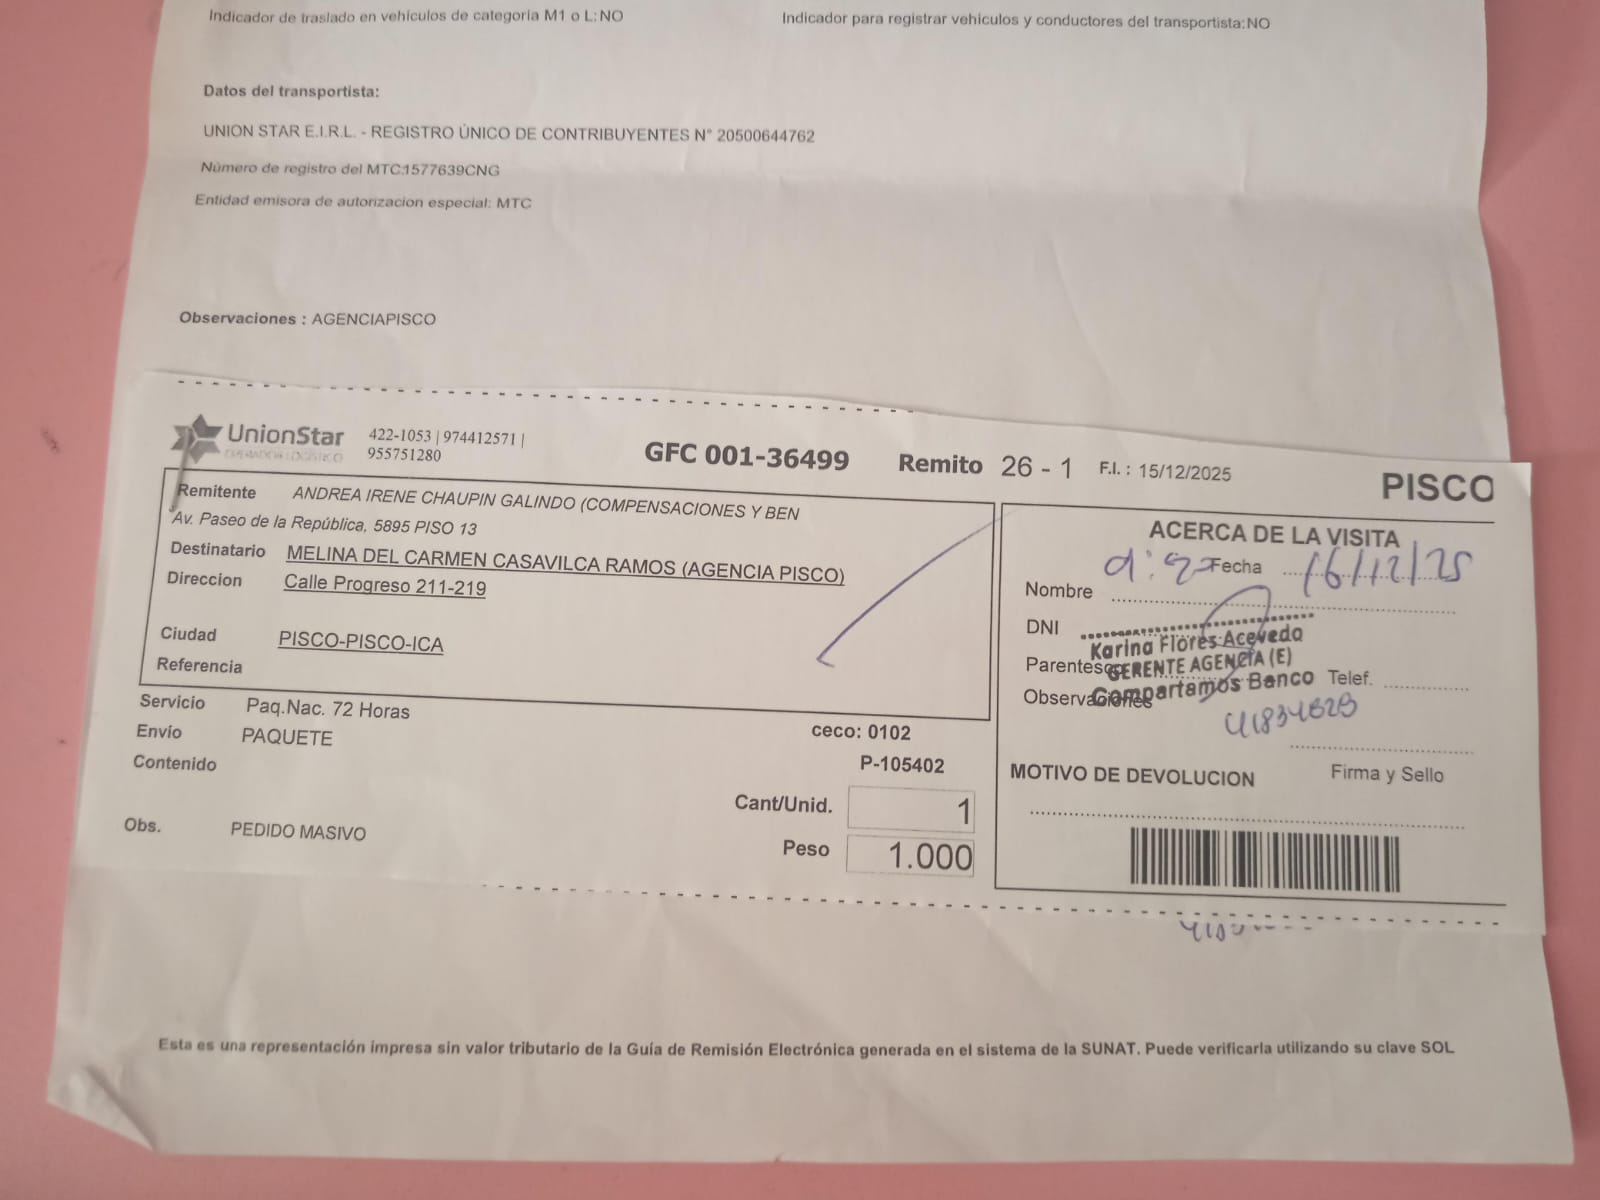 Indicador de traslado en vehículos de categoria M1 o L:NO
Indicador para registrar vehiculos y conductores del transportista:NO
Datos del transportista:
UNION STAR E.I.R.L. - REGISTRO ÚNICO DE CONTRIBUYENTES N° 20500644762
Número de registro del MTC:1577639CNG
Entidad emisora de autorizacion especial: MTC
Observaciones : AGENCIAPISCO
UnionStar
OPERADOR LOGÍSTICO
422-1053 | 974412571 |
955751280
GFC 001-36499
Remito 26 - 1
F.I. : 15/12/2025
PISCO
Remitente ANDREA IRENE CHAUPIN GALINDO (COMPENSACIONES Y BEN
Av. Paseo de la República, 5895 PISO 13
Destinatario MELINA DEL CARMEN CASAVILCA RAMOS (AGENCIA PISCO)
Direccion Calle Progreso 211-219
Ciudad PISCO-PISCO-ICA
Referencia
Servicio Paq.Nac. 72 Horas
Envío PAQUETE
Contenido
ceco: 0102
P-105402
Cant/Unid. 1
Peso 1.000
Obs. PEDIDO MASIVO
ACERCA DE LA VISITA
Fecha 16/12/25
Nombre
DNI
Karina Flores Acevedo
Parentesco
GERENTE AGENCIA (E)
Telef.
Observaciones
Compartamos Banco
Firma y Sello
MOTIVO DE DEVOLUCION
Esta es una representación impresa sin valor tributario de la Guía de Remisión Electrónica generada en el sistema de la SUNAT. Puede verificarla utilizando su clave SOL